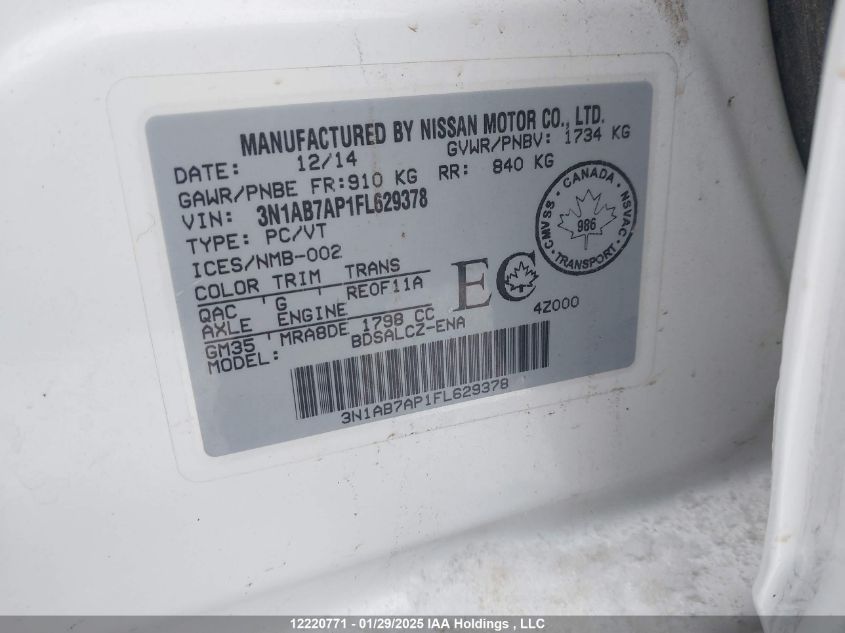 MANUFACTURED BY NISSAN MOTOR CO., LTD.
DATE: 12/14 GVWR/PNBV: 1734 KG
GAWR/PNBE FR:910 KG RR: 840 KG
VIN: 3N1AB7AP1FL629378
TYPE: PC/VT
ICES/NMB-002
COLOR TRIM TRANS
QAC G RE0F11A
AXLE ENGINE
GM35 MRA8DE 1798 CC
MODEL: BDSALCZ-ENA
EC
4Z000
CANADA
CMVSS NSVAC
986
TRANSPORT
3N1AB7AP1FL629378
12220771 - 01/29/2025 IAA Holdings , LLC